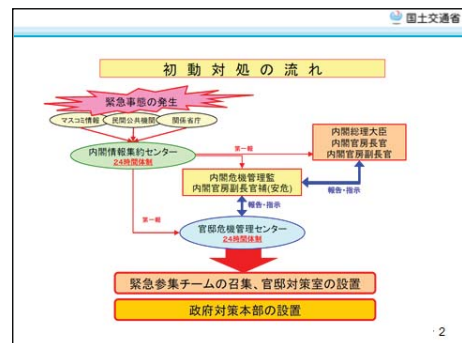 国土交通省
初動対処の流れ
緊急事態の発生
マスコミ情報
民間公共機関
関係省庁
内閣情報集約センター
24時間体制
第一報
内閣総理大臣
内閣官房長官
内閣官房副長官
内閣危機管理監
内閣官房副長官補(安危)
報告・指示
報告・指示
第一報
官邸危機管理センター
24時間体制
緊急参集チームの召集、官邸対策室の設置
政府対策本部の設置
2